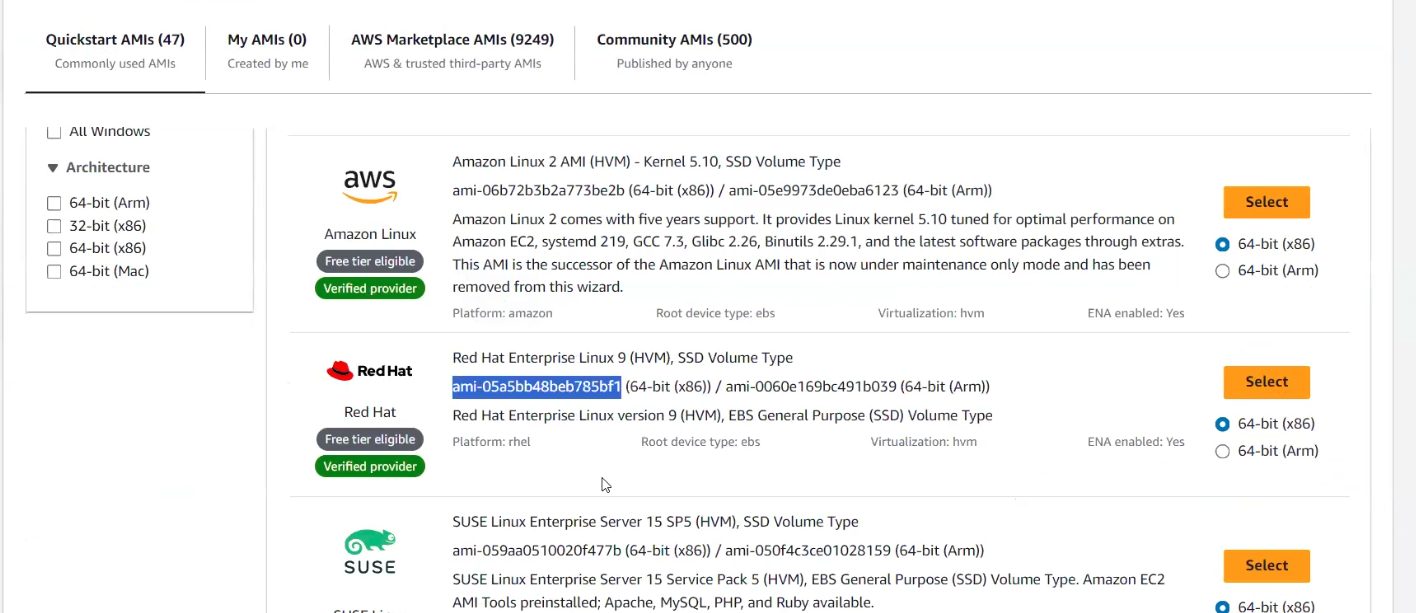 Quickstart AMIs (47)
Commonly used AMIs
My AMIs (0)
Created by me
AWS Marketplace AMIs (9249)
AWS & trusted third-party AMIs
Community AMIs (500)
Published by anyone
All Windows
Architecture
64-bit (Arm)
32-bit (x86)
64-bit (x86)
64-bit (Mac)
aws
Amazon Linux
Free tier eligible
Verified provider
Amazon Linux 2 AMI (HVM) - Kernel 5.10, SSD Volume Type
ami-06b72b3b2a773be2b (64-bit (x86)) / ami-05e9973de0eba6123 (64-bit (Arm))
Amazon Linux 2 comes with five years support. It provides Linux kernel 5.10 tuned for optimal performance on
Amazon EC2, systemd 219, GCC 7.3, Glibc 2.26, Binutils 2.29.1, and the latest software packages through extras.
This AMI is the successor of the Amazon Linux AMI that is now under maintenance only mode and has been
removed from this wizard.
Platform: amazon Root device type: ebs Virtualization: hvm ENA enabled: Yes
Select
64-bit (x86)
64-bit (Arm)
Red Hat
Red Hat
Free tier eligible
Verified provider
Red Hat Enterprise Linux 9 (HVM), SSD Volume Type
ami-05a5bb48beb785bf1 (64-bit (x86)) / ami-0060e169bc491b039 (64-bit (Arm))
Red Hat Enterprise Linux version 9 (HVM), EBS General Purpose (SSD) Volume Type
Platform: rhel Root device type: ebs Virtualization: hvm ENA enabled: Yes
Select
64-bit (x86)
64-bit (Arm)
SUSE
SUSE Linux Enterprise Server 15 SP5 (HVM), SSD Volume Type
ami-059aa0510020f477b (64-bit (x86)) / ami-050f4c3ce01028159 (64-bit (Arm))
SUSE Linux Enterprise Server 15 Service Pack 5 (HVM), EBS General Purpose (SSD) Volume Type. Amazon EC2
AMI Tools preinstalled; Apache, MySQL, PHP, and Ruby available.
Select
64-bit (x86)